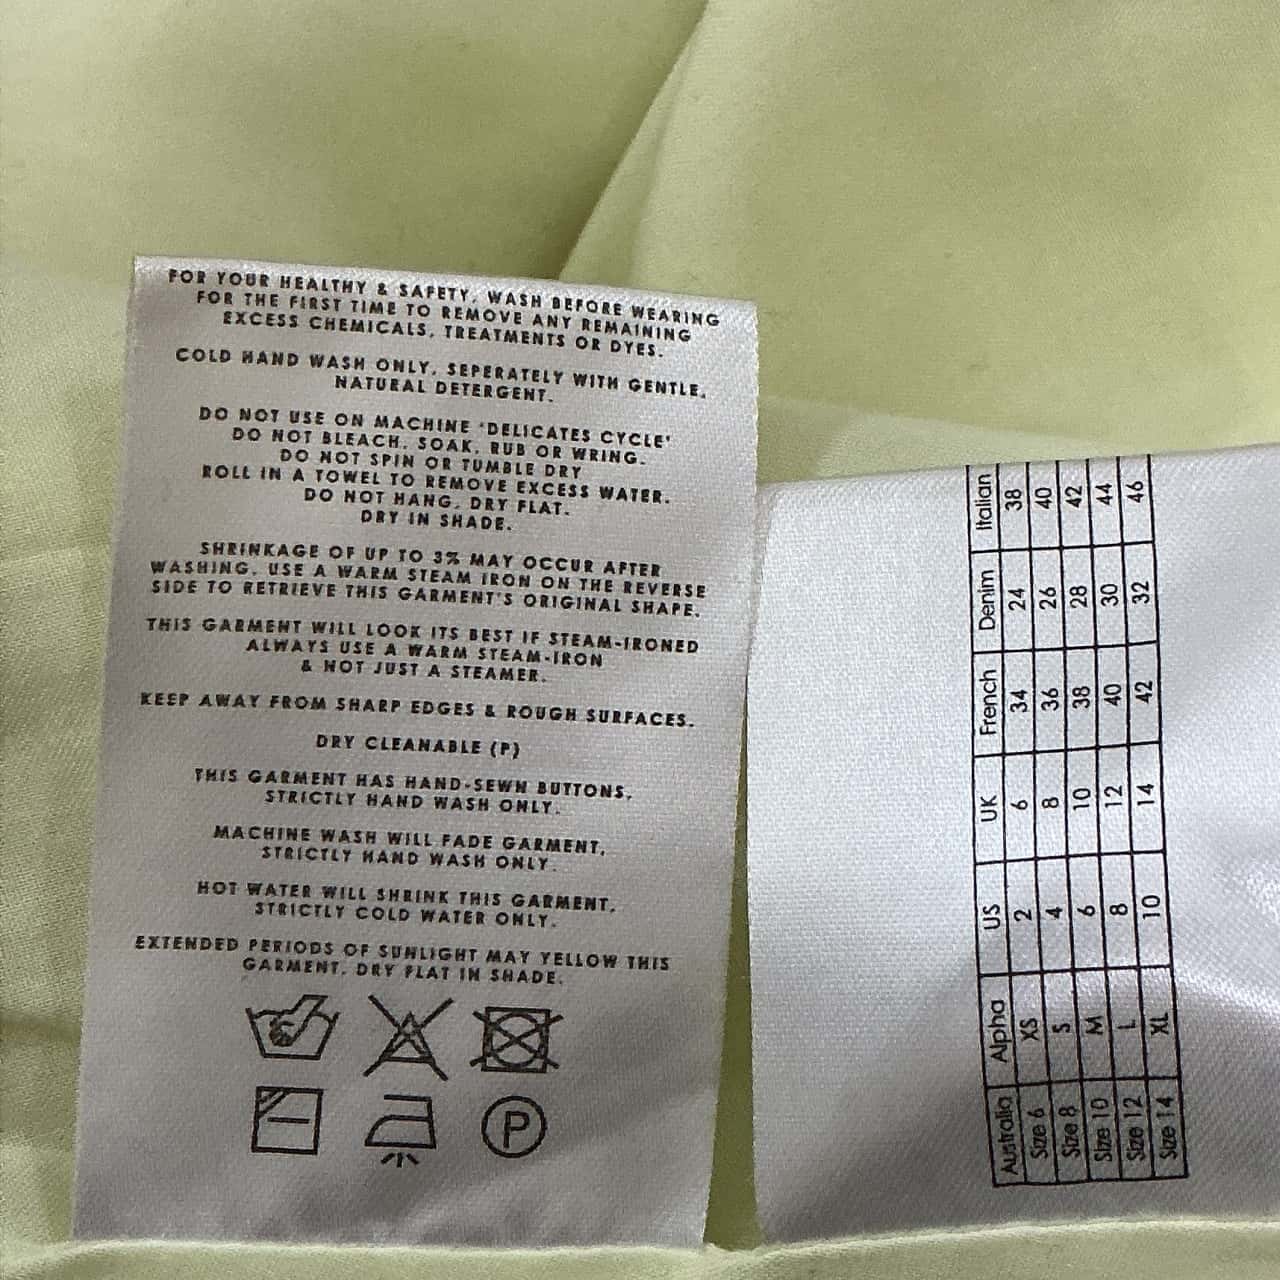 FOR YOUR HEALTHY & SAFETY, WASH BEFORE WEARING
FOR THE FIRST TIME TO REMOVE ANY REMAINING
EXCESS CHEMICALS, TREATMENTS OR DYES.
COLD HAND WASH ONLY, SEPERATELY WITH GENTLE,
NATURAL DETERGENT.
DO NOT USE ON MACHINE 'DELICATES CYCLE'
DO NOT BLEACH, SOAK, RUB OR WRING.
DO NOT SPIN OR TUMBLE DRY
ROLL IN A TOWEL TO REMOVE EXCESS WATER.
DO NOT HANG, DRY FLAT.
DRY IN SHADE.
SHRINKAGE OF UP TO 3% MAY OCCUR AFTER
WASHING, USE A WARM STEAM IRON ON THE REVERSE
SIDE TO RETRIEVE THIS GARMENT'S ORIGINAL SHAPE.
THIS GARMENT WILL LOOK ITS BEST IF STEAM-IRONED
ALWAYS USE A WARM STEAM-IRON
& NOT JUST A STEAMER.
KEEP AWAY FROM SHARP EDGES & ROUGH SURFACES.
DRY CLEANABLE (P)
THIS GARMENT HAS HAND-SEWN BUTTONS,
STRICTLY HAND WASH ONLY.
MACHINE WASH WILL FADE GARMENT,
STRICTLY HAND WASH ONLY.
HOT WATER WILL SHRINK THIS GARMENT,
STRICTLY COLD WATER ONLY.
EXTENDED PERIODS OF SUNLIGHT MAY YELLOW THIS
GARMENT. DRY FLAT IN SHADE.
P
Australia Alpha US UK French Denim Italian
Size 6 XS 2 6 34 24 38
Size 8 S 4 8 36 26 40
Size 10 M 6 10 38 28 42
Size 12 L 8 12 40 30 44
Size 14 XL 10 14 42 32 46